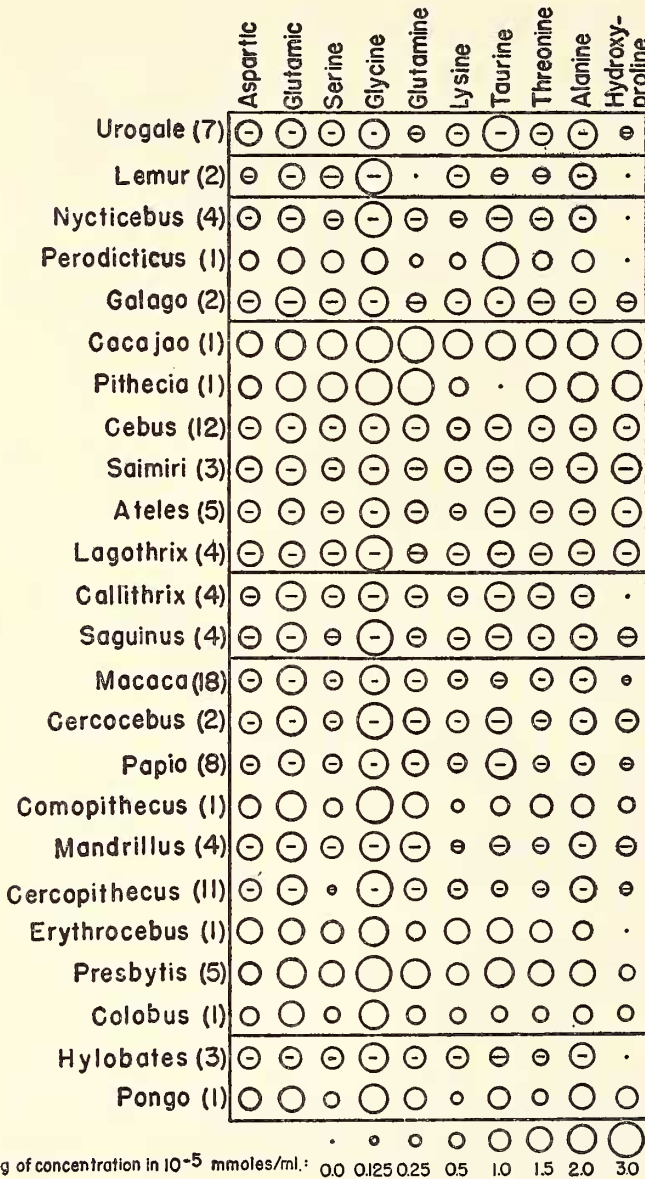 Aspartic
Glutamic
Serine
Glycine
Glutamine
Lysine
Taurine
Threonine
Alanine
Hydroxy-
proline
Urogale (7)
Lemur (2)
Nycticebus (4)
Perodicticus (1)
Galago (2)
Cacajao (1)
Pithecia (1)
Cebus (12)
Saimiri (3)
Ateles (5)
Lagothrix (4)
Callithrix (4)
Saguinus (4)
Macaca (18)
Cercocebus (2)
Papio (8)
Comopithecus (1)
Mandrillus (4)
Cercopithecus (11)
Erythrocebus (1)
Presbytis (5)
Colobus (1)
Hylobates (3)
Pongo (1)
g of concentration in 10-5 mmoles/ml.: 0.0 0.125 0.25 0.5 1.0 1.5 2.0 3.0